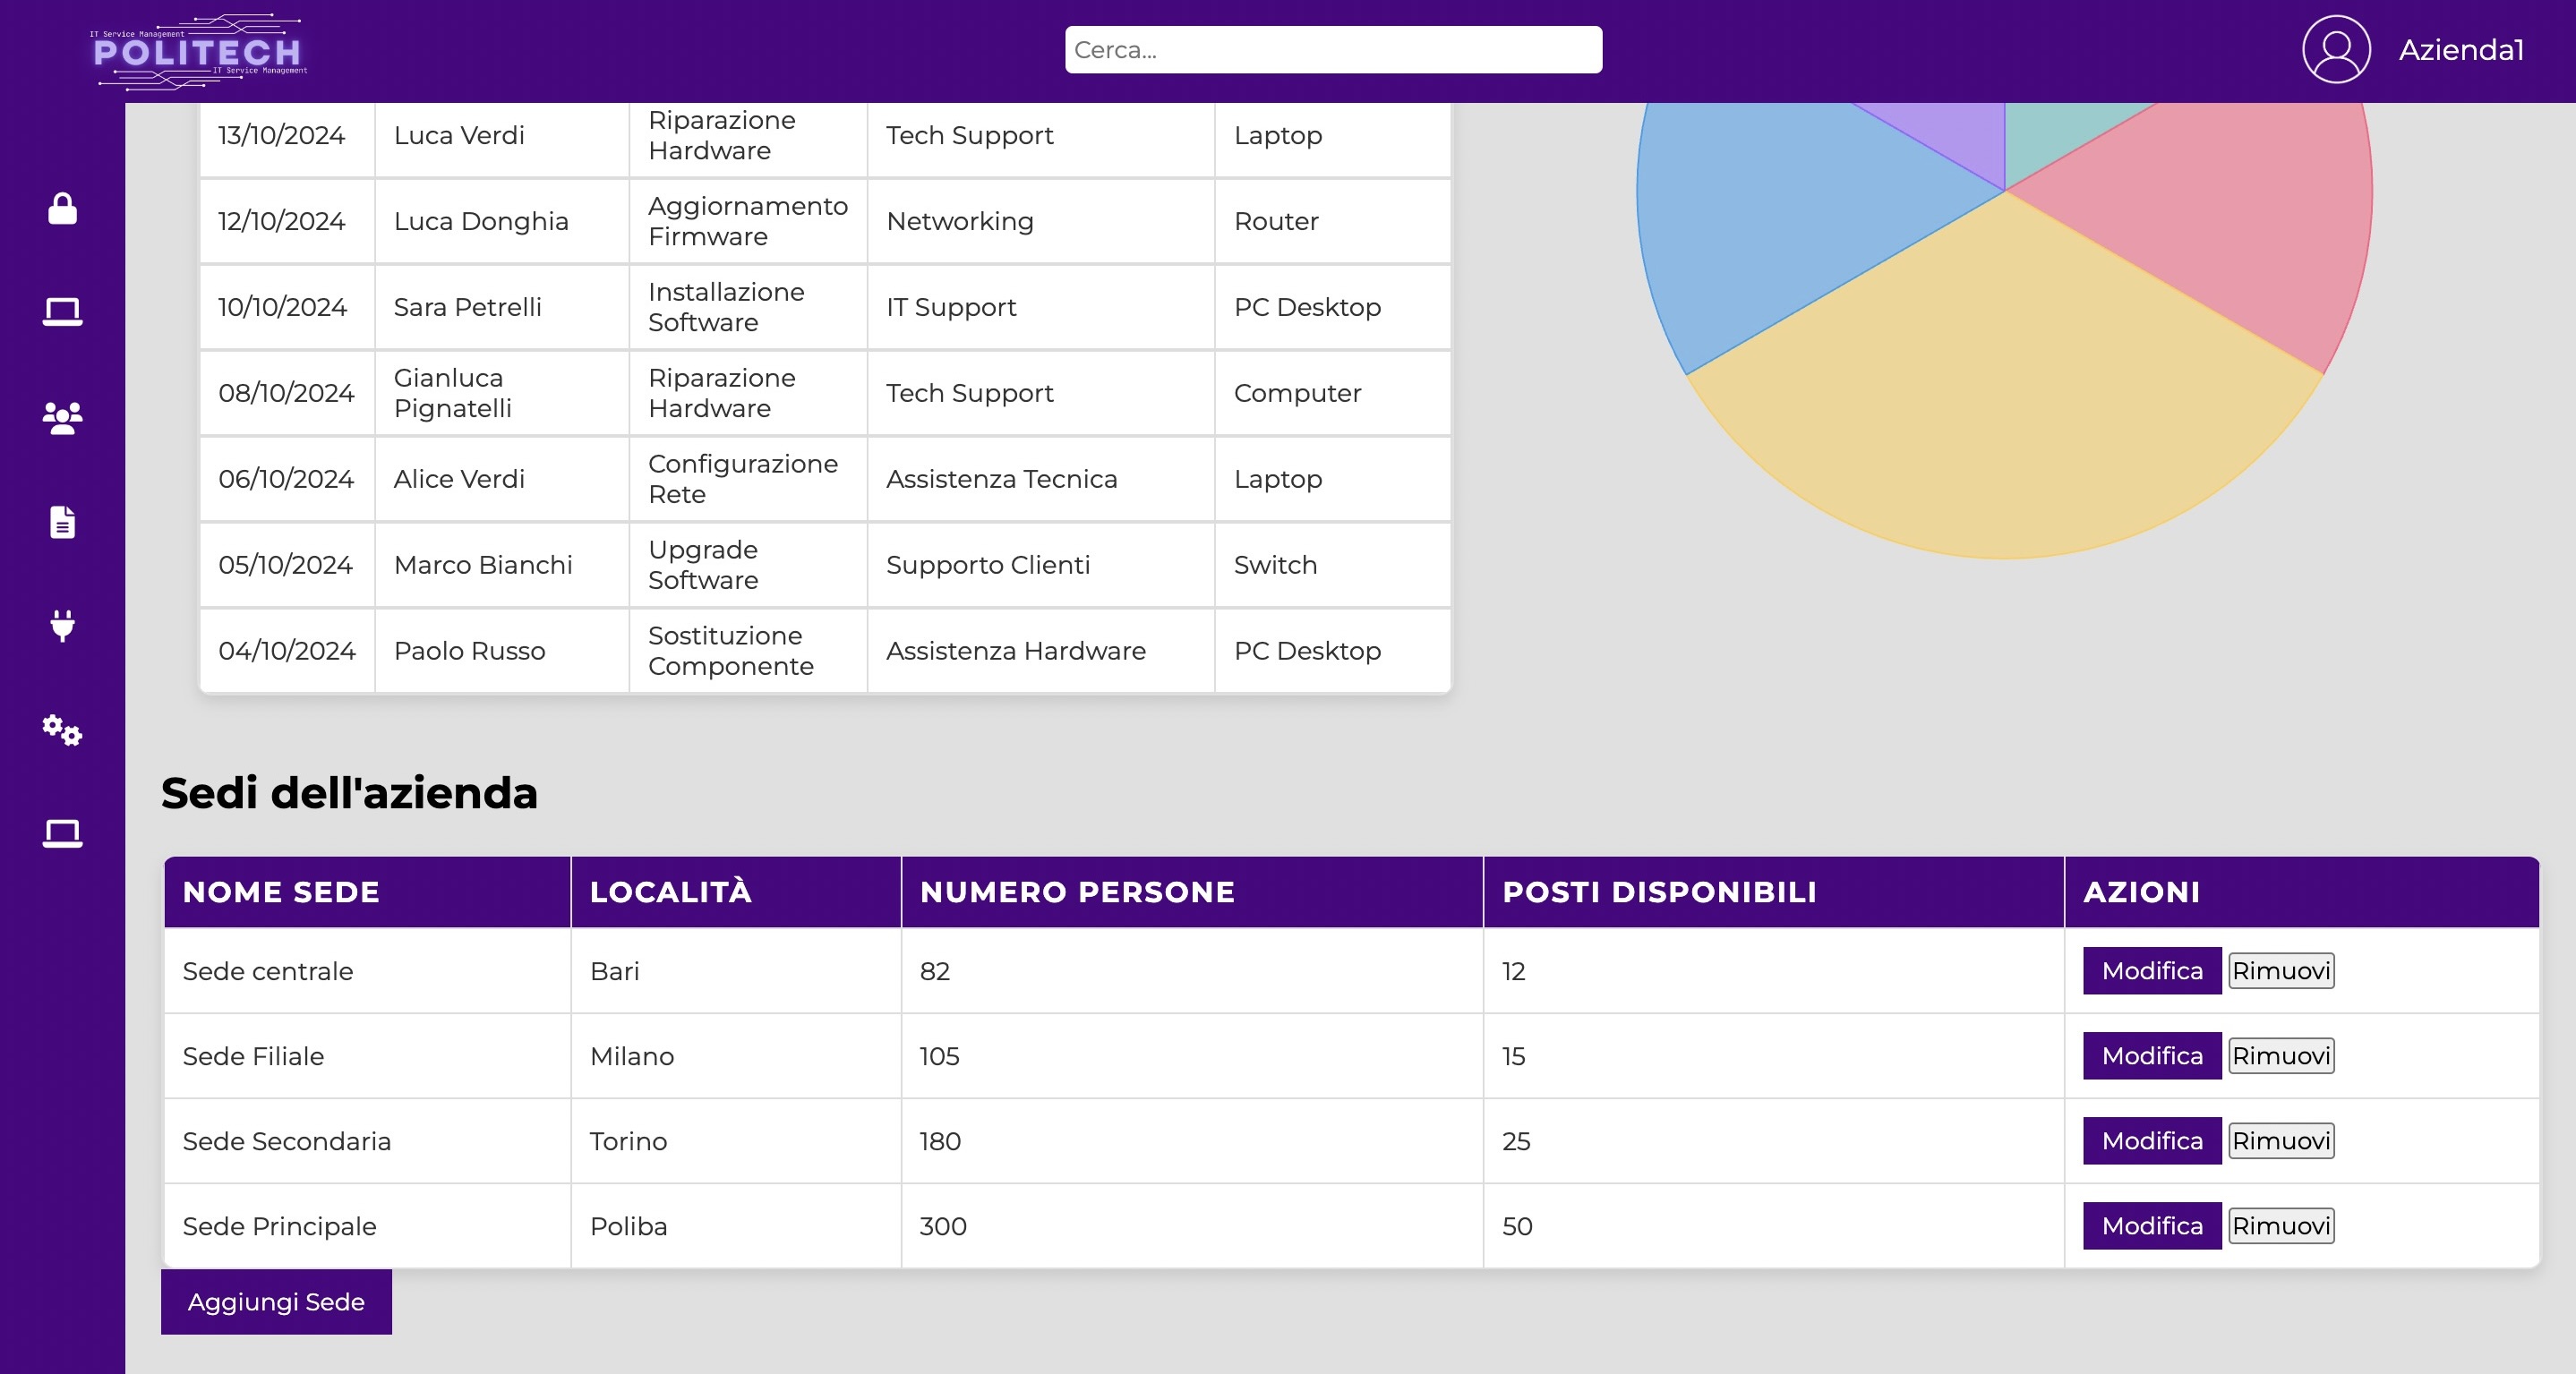 IT Service Management
POLITECH
IT Service Management
Cerca...
Azienda1
13/10/2024 Luca Verdi Riparazione Hardware Tech Support Laptop
12/10/2024 Luca Donghia Aggiornamento Firmware Networking Router
10/10/2024 Sara Petrelli Installazione Software IT Support PC Desktop
08/10/2024 Gianluca Pignatelli Riparazione Hardware Tech Support Computer
06/10/2024 Alice Verdi Configurazione Rete Assistenza Tecnica Laptop
05/10/2024 Marco Bianchi Upgrade Software Supporto Clienti Switch
04/10/2024 Paolo Russo Sostituzione Componente Assistenza Hardware PC Desktop
Sedi dell'azienda
NOME SEDE LOCALITÀ NUMERO PERSONE POSTI DISPONIBILI AZIONI
Sede centrale Bari 82 12 Modifica Rimuovi
Sede Filiale Milano 105 15 Modifica Rimuovi
Sede Secondaria Torino 180 25 Modifica Rimuovi
Sede Principale Poliba 300 50 Modifica Rimuovi
Aggiungi Sede